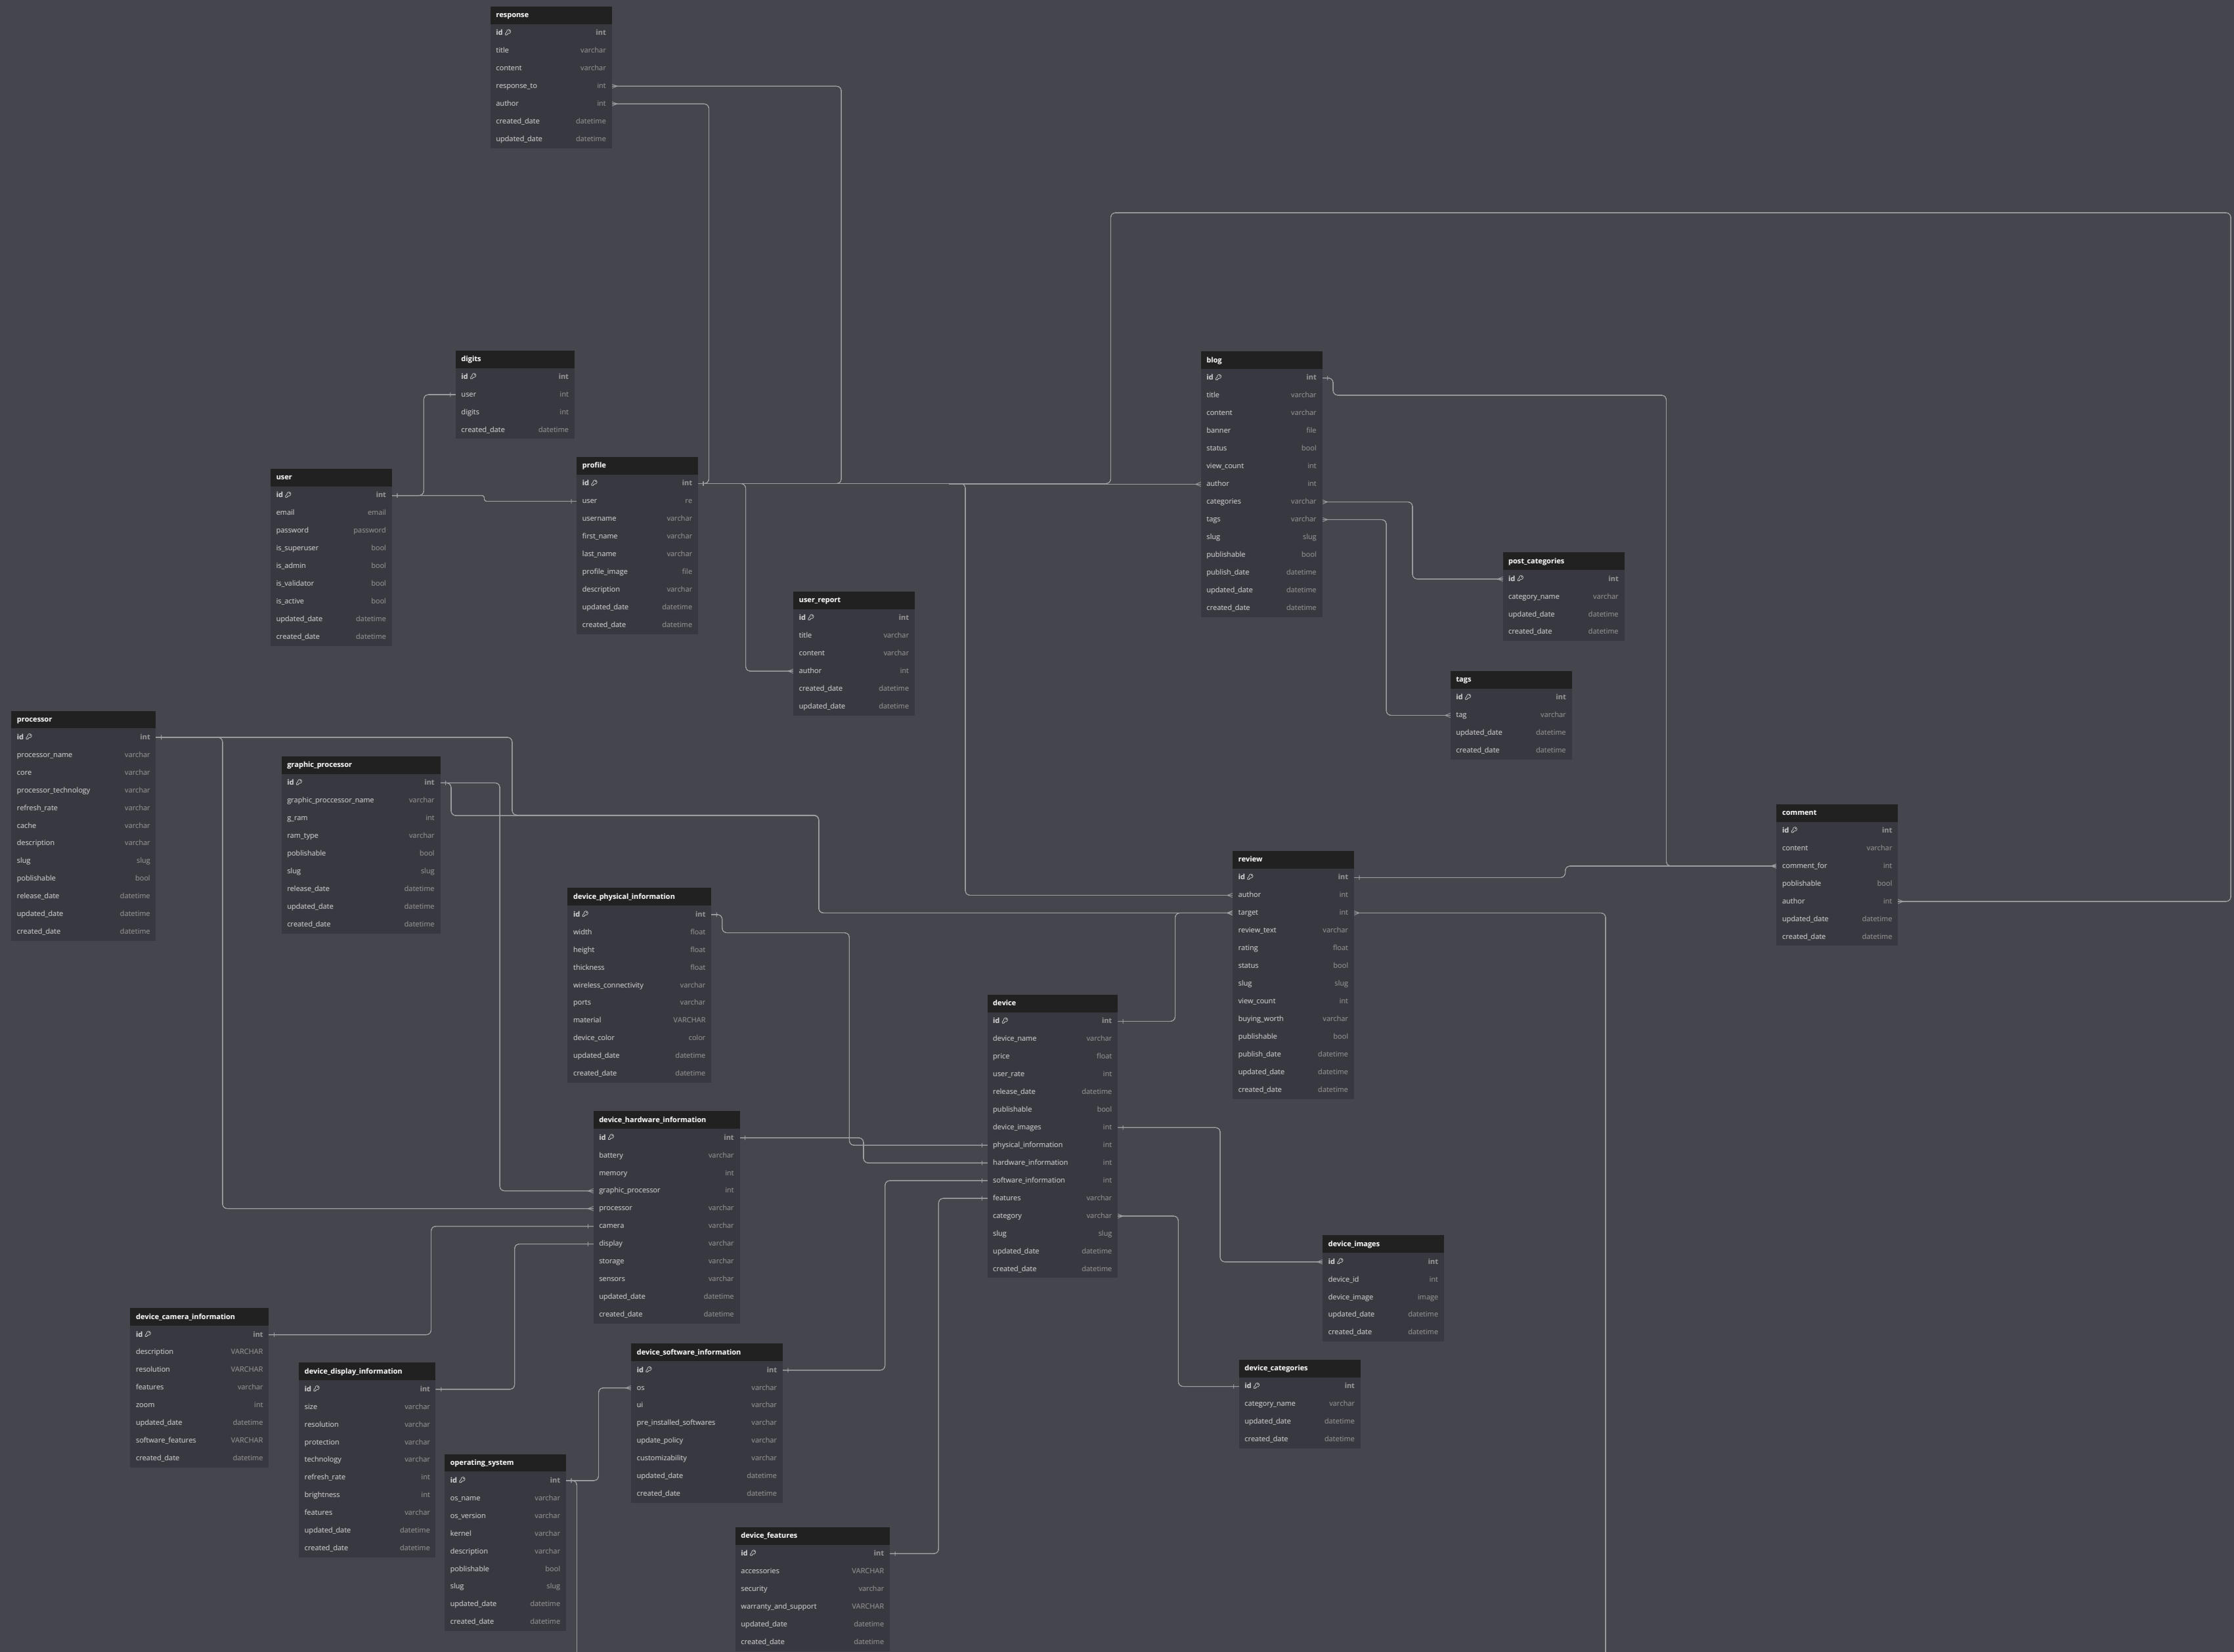 response
id int
title varchar
content varchar
response_to int
author int
created_date datetime
updated_date datetime
digits
id int
user int
digits int
created_date datetime
user
id int
email email
password password
is_superuser bool
is_admin bool
is_validator bool
is_active bool
updated_date datetime
created_date datetime
profile
id int
user re
username varchar
first_name varchar
last_name varchar
profile_image file
description varchar
updated_date datetime
created_date datetime
user_report
id int
title varchar
content varchar
author int
created_date datetime
updated_date datetime
blog
id int
title varchar
content varchar
banner file
status bool
view_count int
author int
categories varchar
tags varchar
slug slug
publishable bool
publish_date datetime
updated_date datetime
created_date datetime
post_categories
id int
category_name varchar
updated_date datetime
created_date datetime
tags
id int
tag varchar
updated_date datetime
created_date datetime
processor
id int
processor_name varchar
core varchar
processor_technology varchar
refresh_rate varchar
cache varchar
description varchar
slug slug
poblishable bool
release_date datetime
updated_date datetime
created_date datetime
graphic_processor
id int
graphic_proccessor_name varchar
g_ram int
ram_type varchar
poblishable bool
slug slug
release_date datetime
updated_date datetime
created_date datetime
comment
id int
content varchar
comment_for int
poblishable bool
author int
updated_date datetime
created_date datetime
review
id int
author int
target int
review_text varchar
rating float
status bool
slug slug
view_count int
buying_worth varchar
publishable bool
publish_date datetime
updated_date datetime
created_date datetime
device_physical_information
id int
width float
height float
thickness float
wireless_connectivity varchar
ports varchar
material VARCHAR
device_color color
updated_date datetime
created_date datetime
device
id int
device_name varchar
price float
user_rate int
release_date datetime
publishable bool
device_images int
physical_information int
hardware_information int
software_information int
features varchar
category varchar
slug slug
updated_date datetime
created_date datetime
device_hardware_information
id int
battery varchar
memory int
graphic_processor int
processor varchar
camera varchar
display varchar
storage varchar
sensors varchar
updated_date datetime
created_date datetime
device_images
id int
device_id int
device_image image
updated_date datetime
created_date datetime
device_camera_information
id int
description VARCHAR
resolution VARCHAR
features varchar
zoom int
updated_date datetime
software_features VARCHAR
created_date datetime
device_display_information
id int
size varchar
resolution varchar
protection varchar
technology varchar
refresh_rate int
brightness int
features varchar
updated_date datetime
created_date datetime
device_software_information
id int
os varchar
ui varchar
pre_installed_softwares varchar
update_policy varchar
customizability varchar
updated_date datetime
created_date datetime
device_categories
id int
category_name varchar
updated_date datetime
created_date datetime
operating_system
id int
os_name varchar
os_version varchar
kernel varchar
description varchar
poblishable bool
slug slug
updated_date datetime
created_date datetime
device_features
id int
accessories VARCHAR
security varchar
warranty_and_support VARCHAR
updated_date datetime
created_date datetime